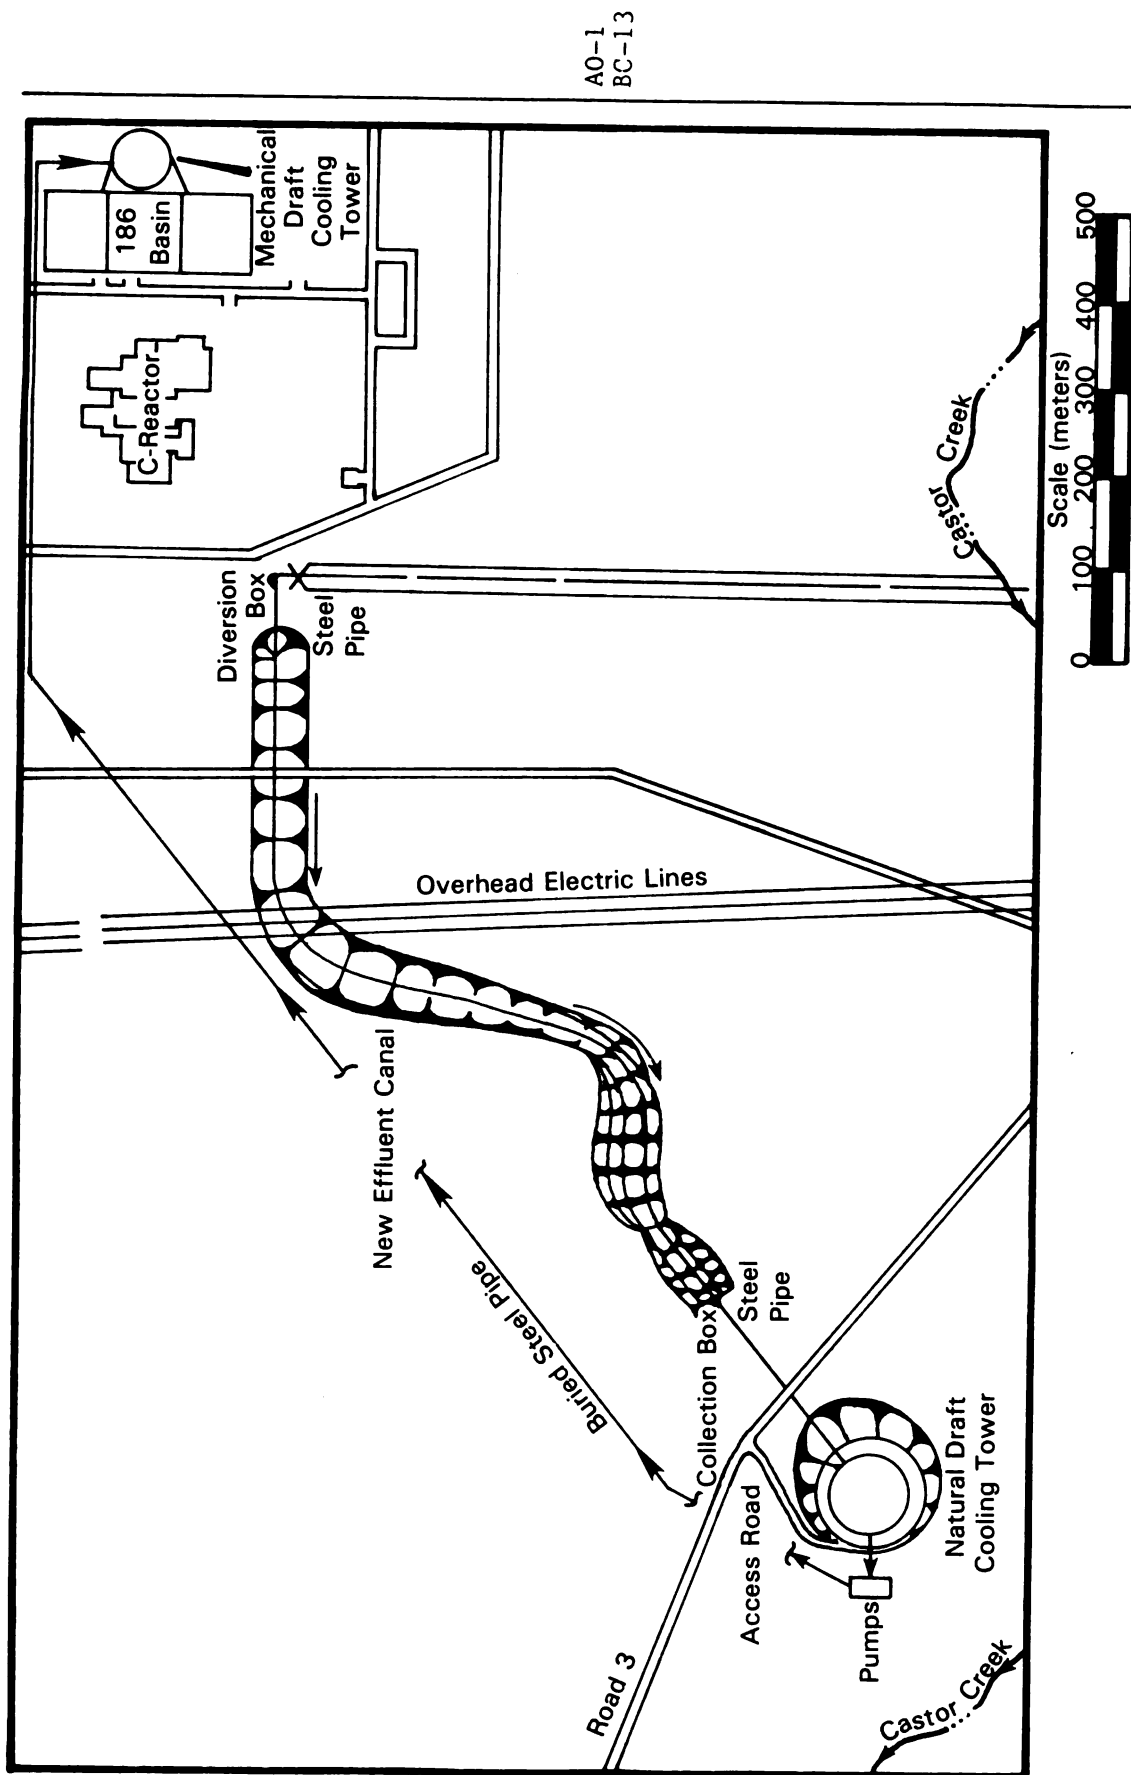 AO-1
BC-13
186
Basin
Mechanical
Draft
Cooling
Tower
C-Reactor
Diversion
Box
Steel
Pipe
Overhead Electric Lines
New Effluent Canal
Buried Steel Pipe
Collection Box
Steel
Pipe
Road 3
Access Road
Pumps
Natural Draft
Cooling Tower
Castor Creek
Castor Creek
Scale (meters)
0 100 200 300 400 500